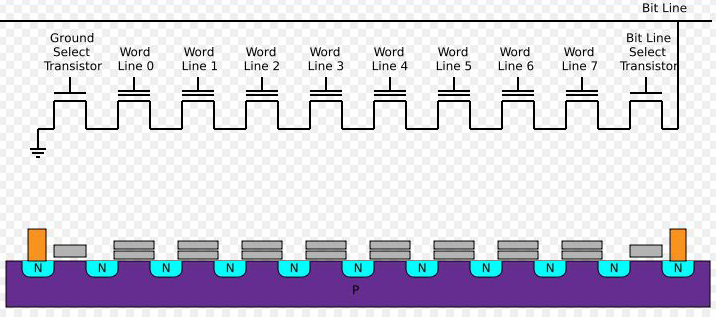 Bit Line
Ground
Select
Transistor
Word
Line 0
Word
Line 1
Word
Line 2
Word
Line 3
Word
Line 4
Word
Line 5
Word
Line 6
Word
Line 7
Bit Line
Select
Transistor
N
N
N
N
N
N
N
N
N
N
N
P